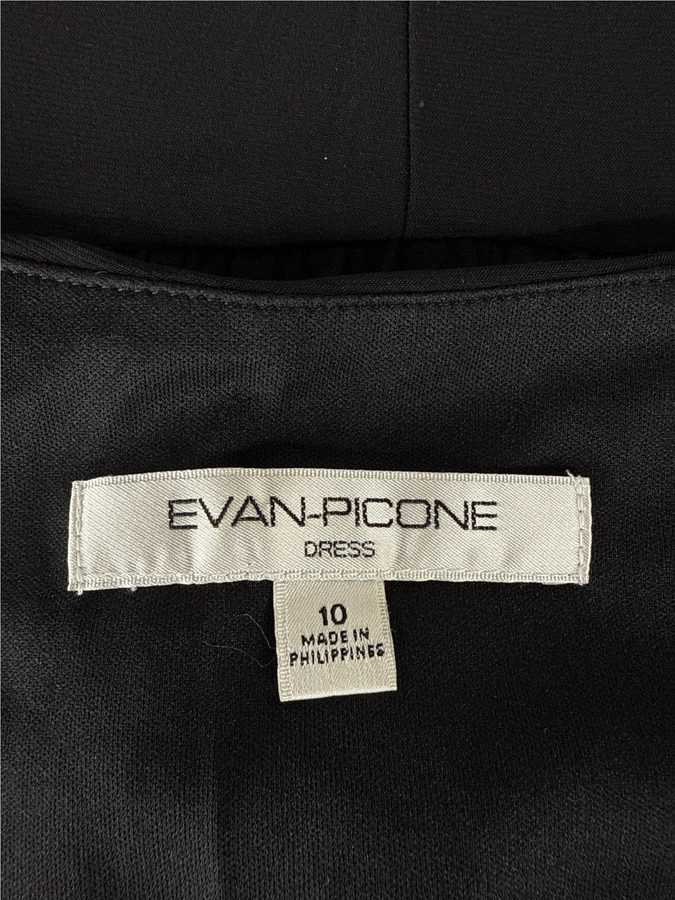 EVAN-PICONE
DRESS
10
MADE IN
PHILIPPINES